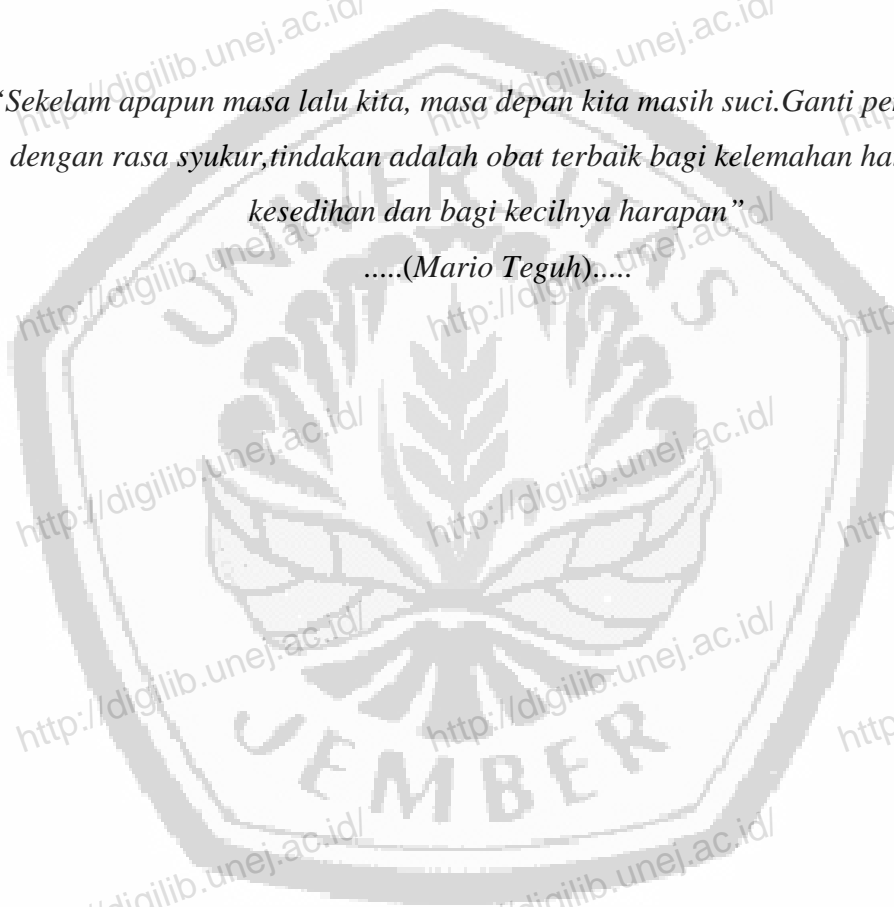 “Sekelam apapun masa lalu kita, masa depan kita masih suci.Ganti
dengan rasa syukur,tindakan adalah obat terbaik bagi kelemahan
kesedihan dan bagi kecilnya harapan”
.....(Mario Teguh).....
UNIVERSITAS
JEMBER
http://digilib.unej.ac.id/
http://digilib.unej.ac.id/
http://digilib.unej.ac.id/
http://digilib.unej.ac.id/
http://digilib.unej.ac.id/
http://digilib.unej.ac.id/
http://digilib.unej.ac.id/
http://digilib.unej.ac.id/